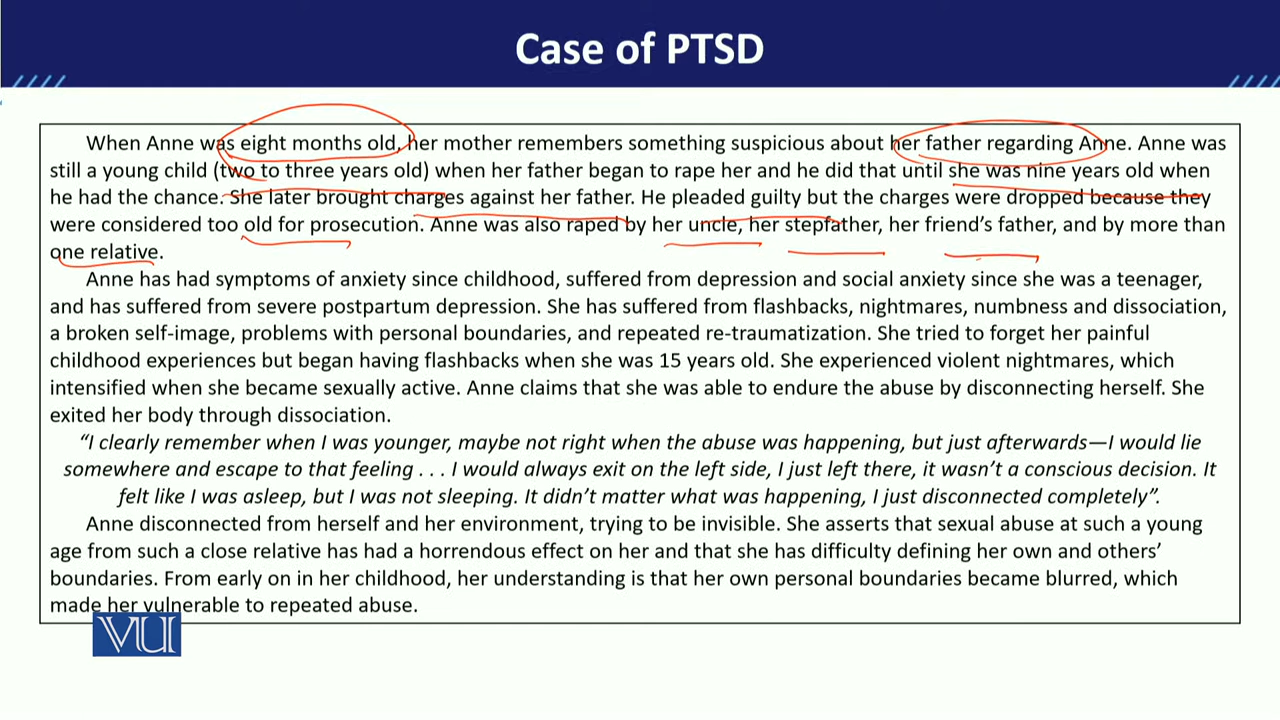 Case of PTSD
When Anne was eight months old, her mother remembers something suspicious about her father regarding Anne. Anne was
still a young child (two to three years old) when her father began to rape her and he did that until she was nine years old when
he had the chance. She later brought charges against her father. He pleaded guilty but the charges were dropped because they
were considered too old for prosecution. Anne was also raped by her uncle, her stepfather, her friend's father, and by more than
one relative.
Anne has had symptoms of anxiety since childhood, suffered from depression and social anxiety since she was a teenager,
and has suffered from severe postpartum depression. She has suffered from flashbacks, nightmares, numbness and dissociation,
a broken self-image, problems with personal boundaries, and repeated re-traumatization. She tried to forget her painful
childhood experiences but began having flashbacks when she was 15 years old. She experienced violent nightmares, which
intensified when she became sexually active. Anne claims that she was able to endure the abuse by disconnecting herself. She
exited her body through dissociation.
“I clearly remember when I was younger, maybe not right when the abuse was happening, but just afterwards—I would lie
somewhere and escape to that feeling . . . I would always exit on the left side, I just left there, it wasn’t a conscious decision. It
felt like I was asleep, but I was not sleeping. It didn’t matter what was happening, I just disconnected completely”.
Anne disconnected from herself and her environment, trying to be invisible. She asserts that sexual abuse at such a young
age from such a close relative has had a horrendous effect on her and that she has difficulty defining her own and others’
boundaries. From early on in her childhood, her understanding is that her own personal boundaries became blurred, which
made her vulnerable to repeated abuse.
VU